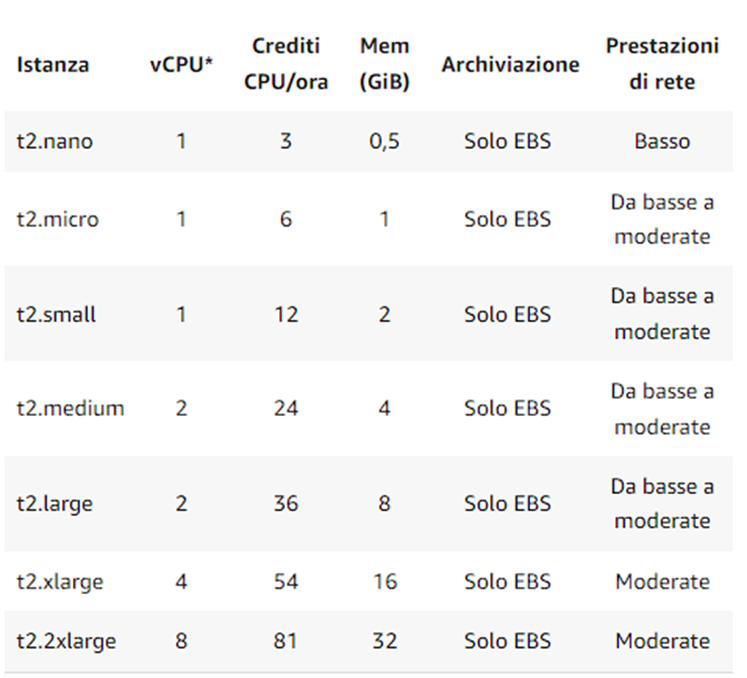 Istanza vCPU* Crediti CPU/ora Mem (GiB) Archiviazione Prestazioni di rete
t2.nano 1 3 0,5 Solo EBS Basso
t2.micro 1 6 1 Solo EBS Da basse a moderate
t2.small 1 12 2 Solo EBS Da basse a moderate
t2.medium 2 24 4 Solo EBS Da basse a moderate
t2.large 2 36 8 Solo EBS Da basse a moderate
t2.xlarge 4 54 16 Solo EBS Moderate
t2.2xlarge 8 81 32 Solo EBS Moderate